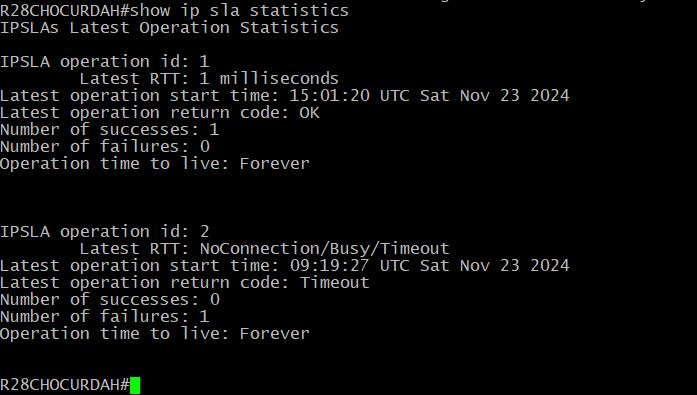 R28CHOCURDAH#show ip sla statistics
IPSLAs Latest Operation Statistics
IPSLA operation id: 1
Latest RTT: 1 milliseconds
Latest operation start time: 15:01:20 UTC Sat Nov 23 2024
Latest operation return code: OK
Number of successes: 1
Number of failures: 0
Operation time to live: Forever
IPSLA operation id: 2
Latest RTT: NoConnection/Busy/Timeout
Latest operation start time: 09:19:27 UTC Sat Nov 23 2024
Latest operation return code: Timeout
Number of successes: 0
Number of failures: 1
Operation time to live: Forever
R28CHOCURDAH#